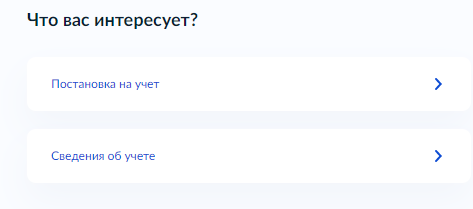 Что вас интересует?
Постановка на учет
Сведения об учете